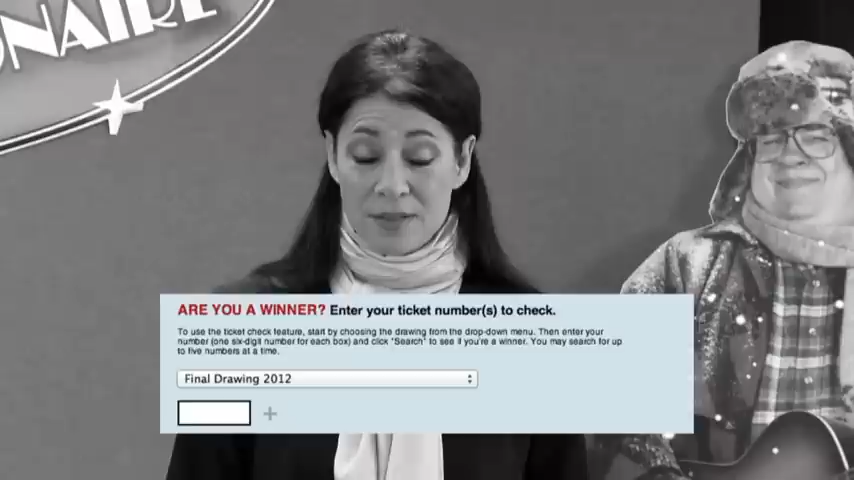 NAIRE
ARE YOU A WINNER? Enter your ticket number(s) to check.
To use the ticket check feature, start by choosing the drawing from the drop-down menu. Then enter your
number (one six-digit number for each box) and click "Search" to see if you're a winner. You may search for up
to five numbers at a time.
Final Drawing 2012
+